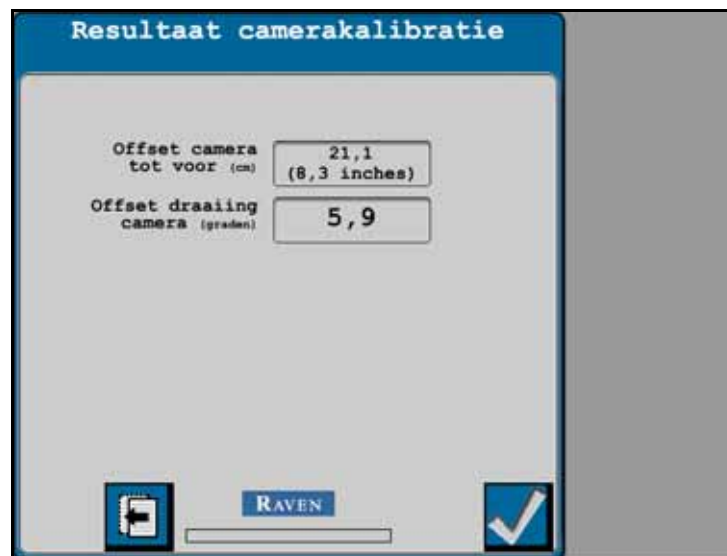 Resultaat camerakalibratie
Offset camera
tot voor (cm)
21,1
(8,3 inches)
Offset draaiing
camera (graden)
5,9
RAVEN